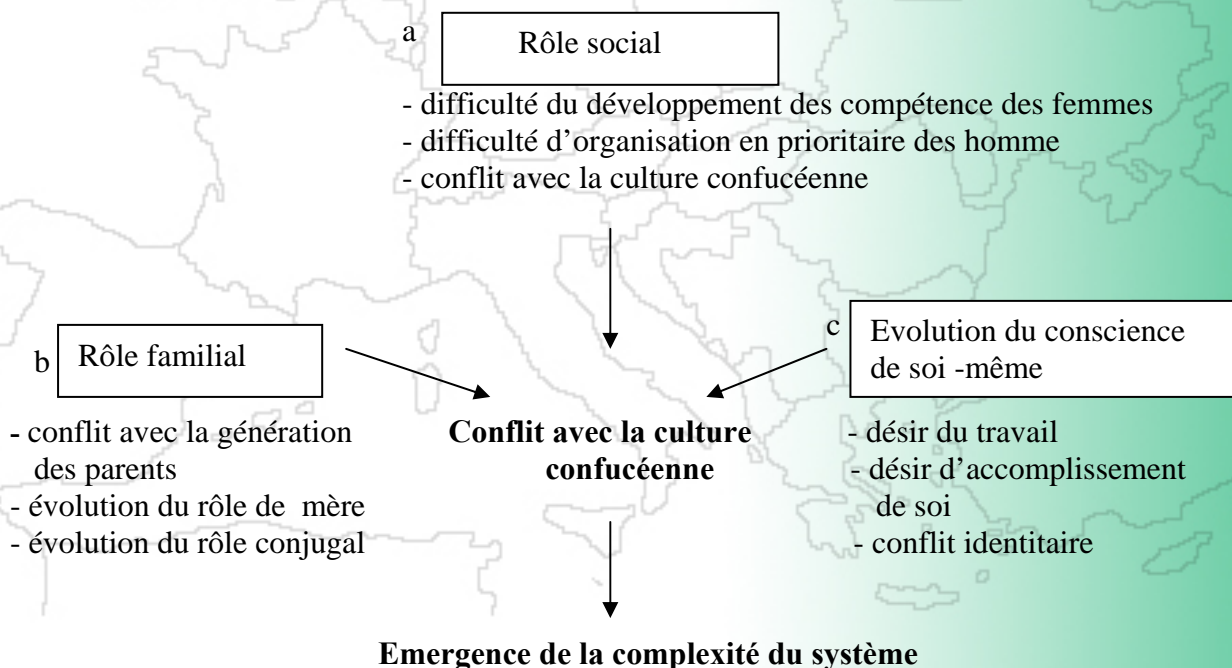 a
Rôle social
- difficulté du développement des compétence des femmes
- difficulté d'organisation en prioritaire des homme
- conflit avec la culture confucéenne
b
Rôle familial
- conflit avec la génération
des parents
- évolution du rôle de mère
- évolution du rôle conjugal
Conflit avec la culture
confucéenne
c
Evolution du conscience
de soi -même
- désir du travail
- désir d'accomplissement
de soi
- conflit identitaire
Emergence de la complexité du système